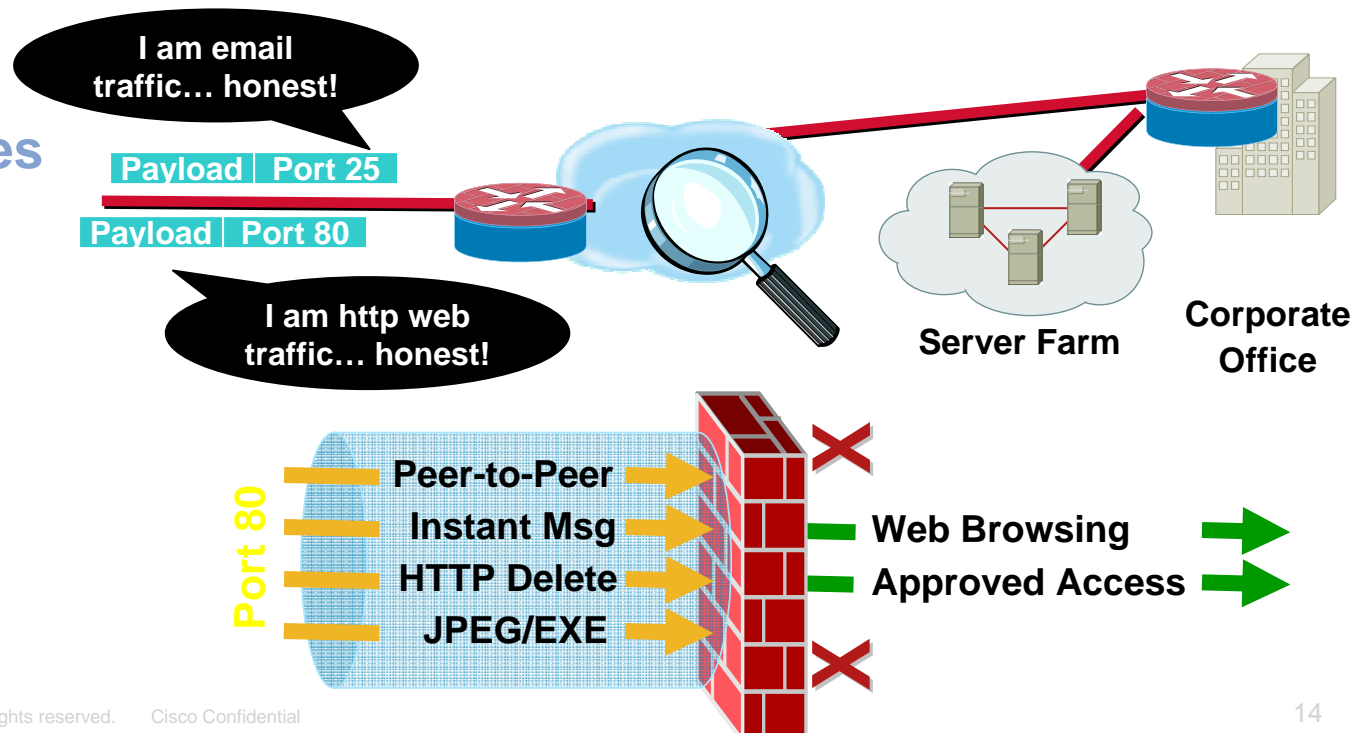 I am email
traffic… honest!
es
Payload Port 25
Payload Port 80
I am http web
traffic… honest!
Server Farm
Corporate
Office
Port 80
Peer-to-Peer
Instant Msg
HTTP Delete
JPEG/EXE
Web Browsing
Approved Access
ghts reserved. Cisco Confidential
14